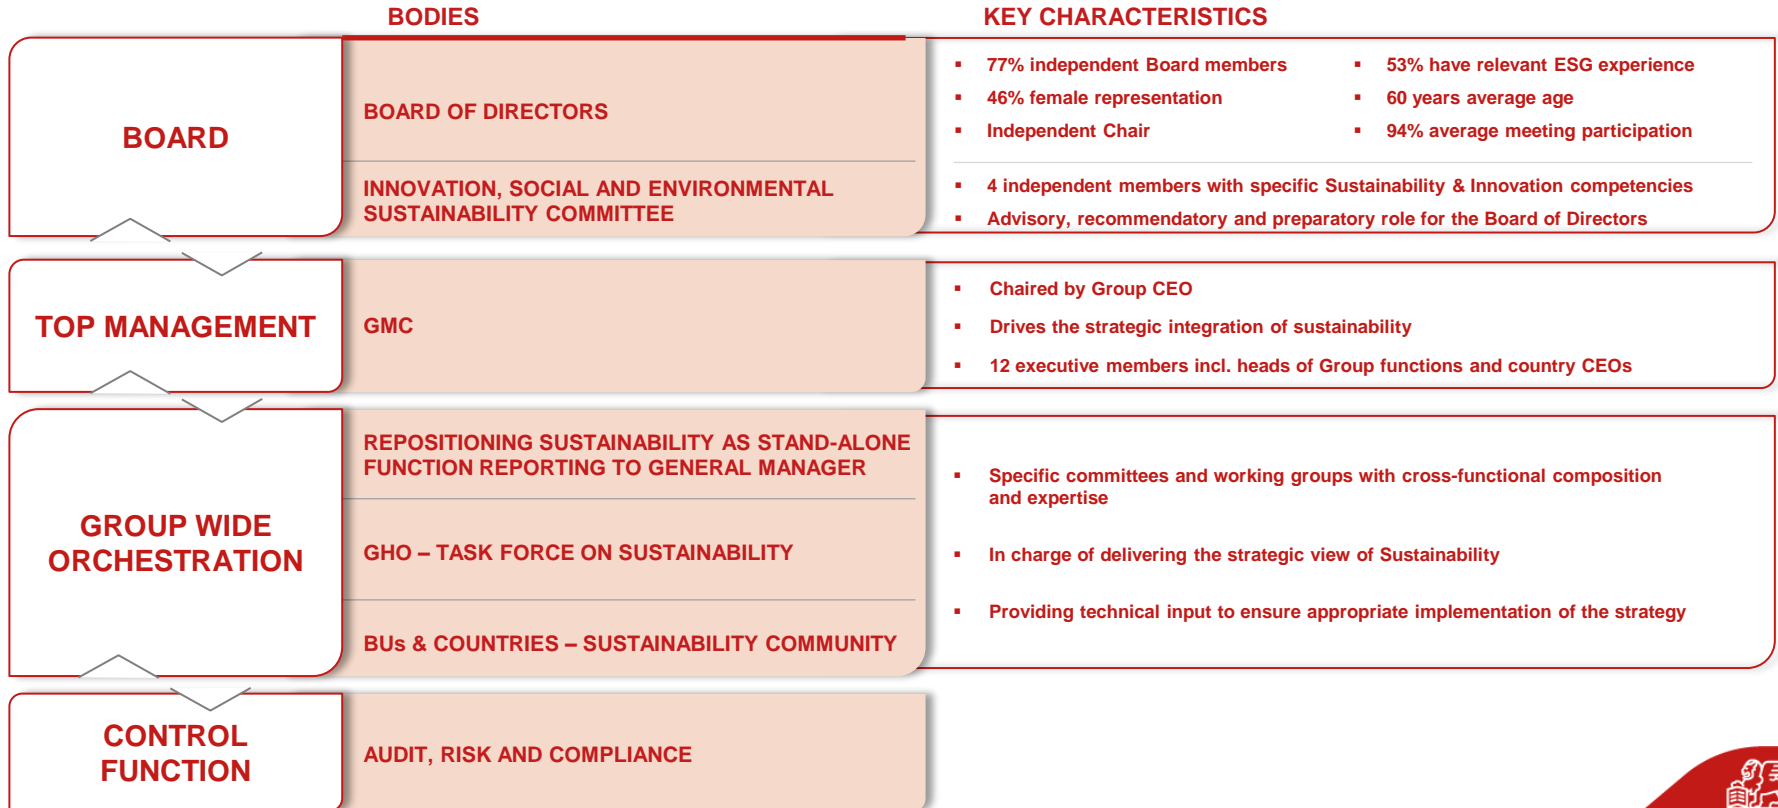 BODIES
KEY CHARACTERISTICS
BOARD
BOARD OF DIRECTORS
▪ 77% independent Board members
▪ 46% female representation
▪ Independent Chair
▪ 53% have relevant ESG experience
▪ 60 years average age
▪ 94% average meeting participation
INNOVATION, SOCIAL AND ENVIRONMENTAL
SUSTAINABILITY COMMITTEE
▪ 4 independent members with specific Sustainability & Innovation competencies
▪ Advisory, recommendatory and preparatory role for the Board of Directors
TOP MANAGEMENT
GMC
▪ Chaired by Group CEO
▪ Drives the strategic integration of sustainability
▪ 12 executive members incl. heads of Group functions and country CEOs
GROUP WIDE
ORCHESTRATION
REPOSITIONING SUSTAINABILITY AS STAND-ALONE
FUNCTION REPORTING TO GENERAL MANAGER
GHO – TASK FORCE ON SUSTAINABILITY
BUs & COUNTRIES – SUSTAINABILITY COMMUNITY
▪ Specific committees and working groups with cross-functional composition
and expertise
▪ In charge of delivering the strategic view of Sustainability
▪ Providing technical input to ensure appropriate implementation of the strategy
CONTROL
FUNCTION
AUDIT, RISK AND COMPLIANCE